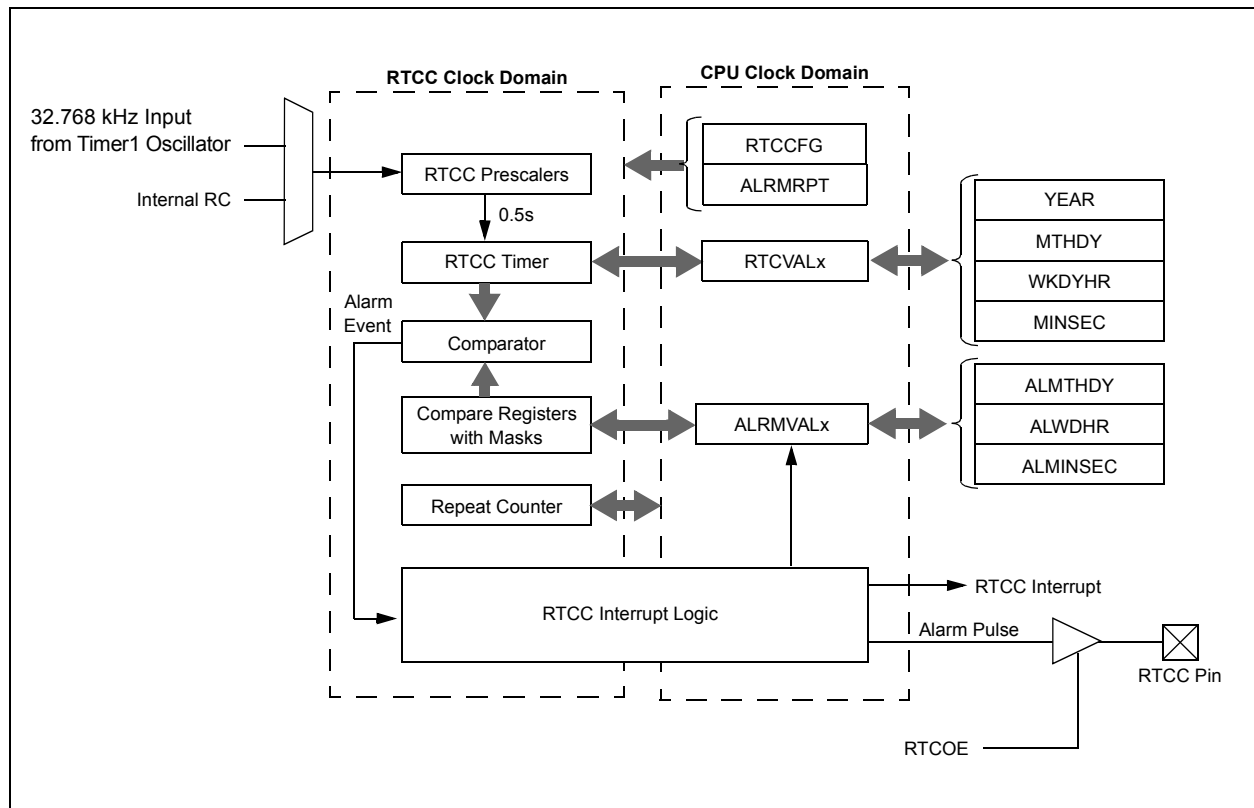 RTCC Clock Domain
CPU Clock Domain
32.768 kHz Input
from Timer1 Oscillator
Internal RC
RTCC Prescalers
0.5s
RTCC Timer
Alarm
Event
Comparator
Compare Registers
with Masks
Repeat Counter
RTCC Interrupt Logic
RTCCFG
ALRMRPT
RTCVALx
ALRMVALx
YEAR
MTHDY
WKDYHR
MINSEC
ALMTHDY
ALWDHR
ALMINSEC
RTCC Interrupt
Alarm Pulse
RTCC Pin
RTCOE